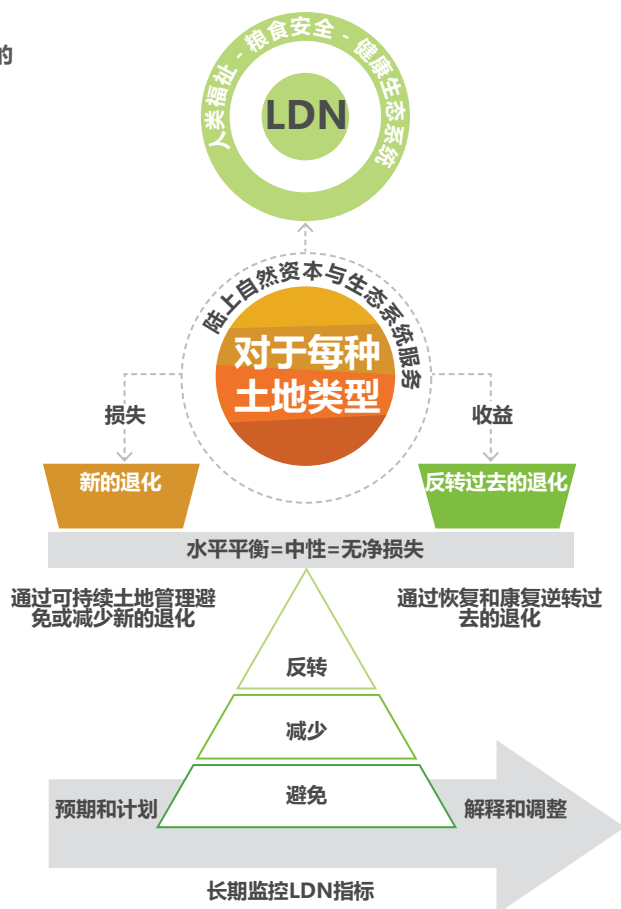 的
人类福祉 - 粮食安全 - 健康生态系统
LDN
陆上自然资本与生态系统服务
对于每种
土地类型
损失
收益
新的退化
反转过去的退化
水平平衡=中性=无净损失
通过可持续土地管理避
免或减少新的退化
通过恢复和康复逆转过
去的退化
反转
减少
避免
预期和计划
解释和调整
长期监控LDN指标